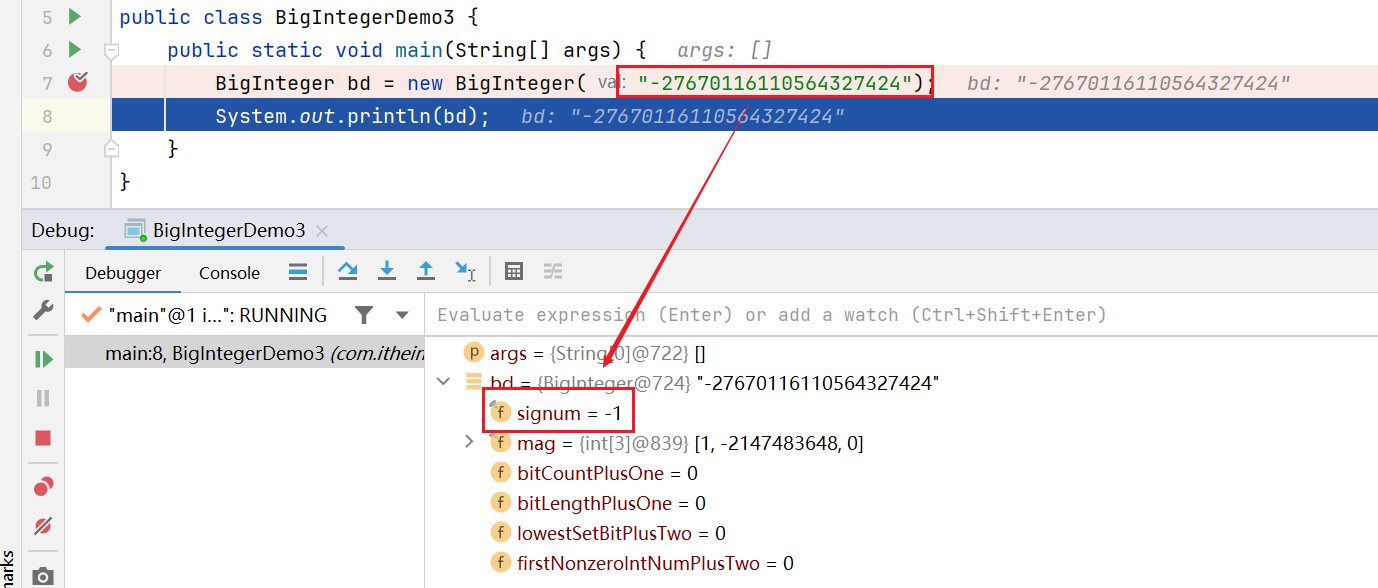 5 public class BigIntegerDemo3 {
6 public static void main(String[] args) { args: []
7 BigInteger bd = new BigInteger( val: "-27670116110564327424"); bd: "-27670116110564327424"
8 System.out.println(bd); bd: "-27670116110564327424"
9 }
10 }
Debug: BigIntegerDemo3
Debugger Console
"main"@1 i...": RUNNING
Evaluate expression (Enter) or add a watch (Ctrl+Shift+Enter)
main:8, BigIntegerDemo3 (com.itheim
p args = {String[0]@722} []
bd = {BigInteger@724} "-27670116110564327424"
f signum = -1
f mag = {int[3]@839} [1, -2147483648, 0]
f bitCountPlusOne = 0
f bitLengthPlusOne = 0
f lowestSetBitPlusTwo = 0
f firstNonzeroIntNumPlusTwo = 0
marks